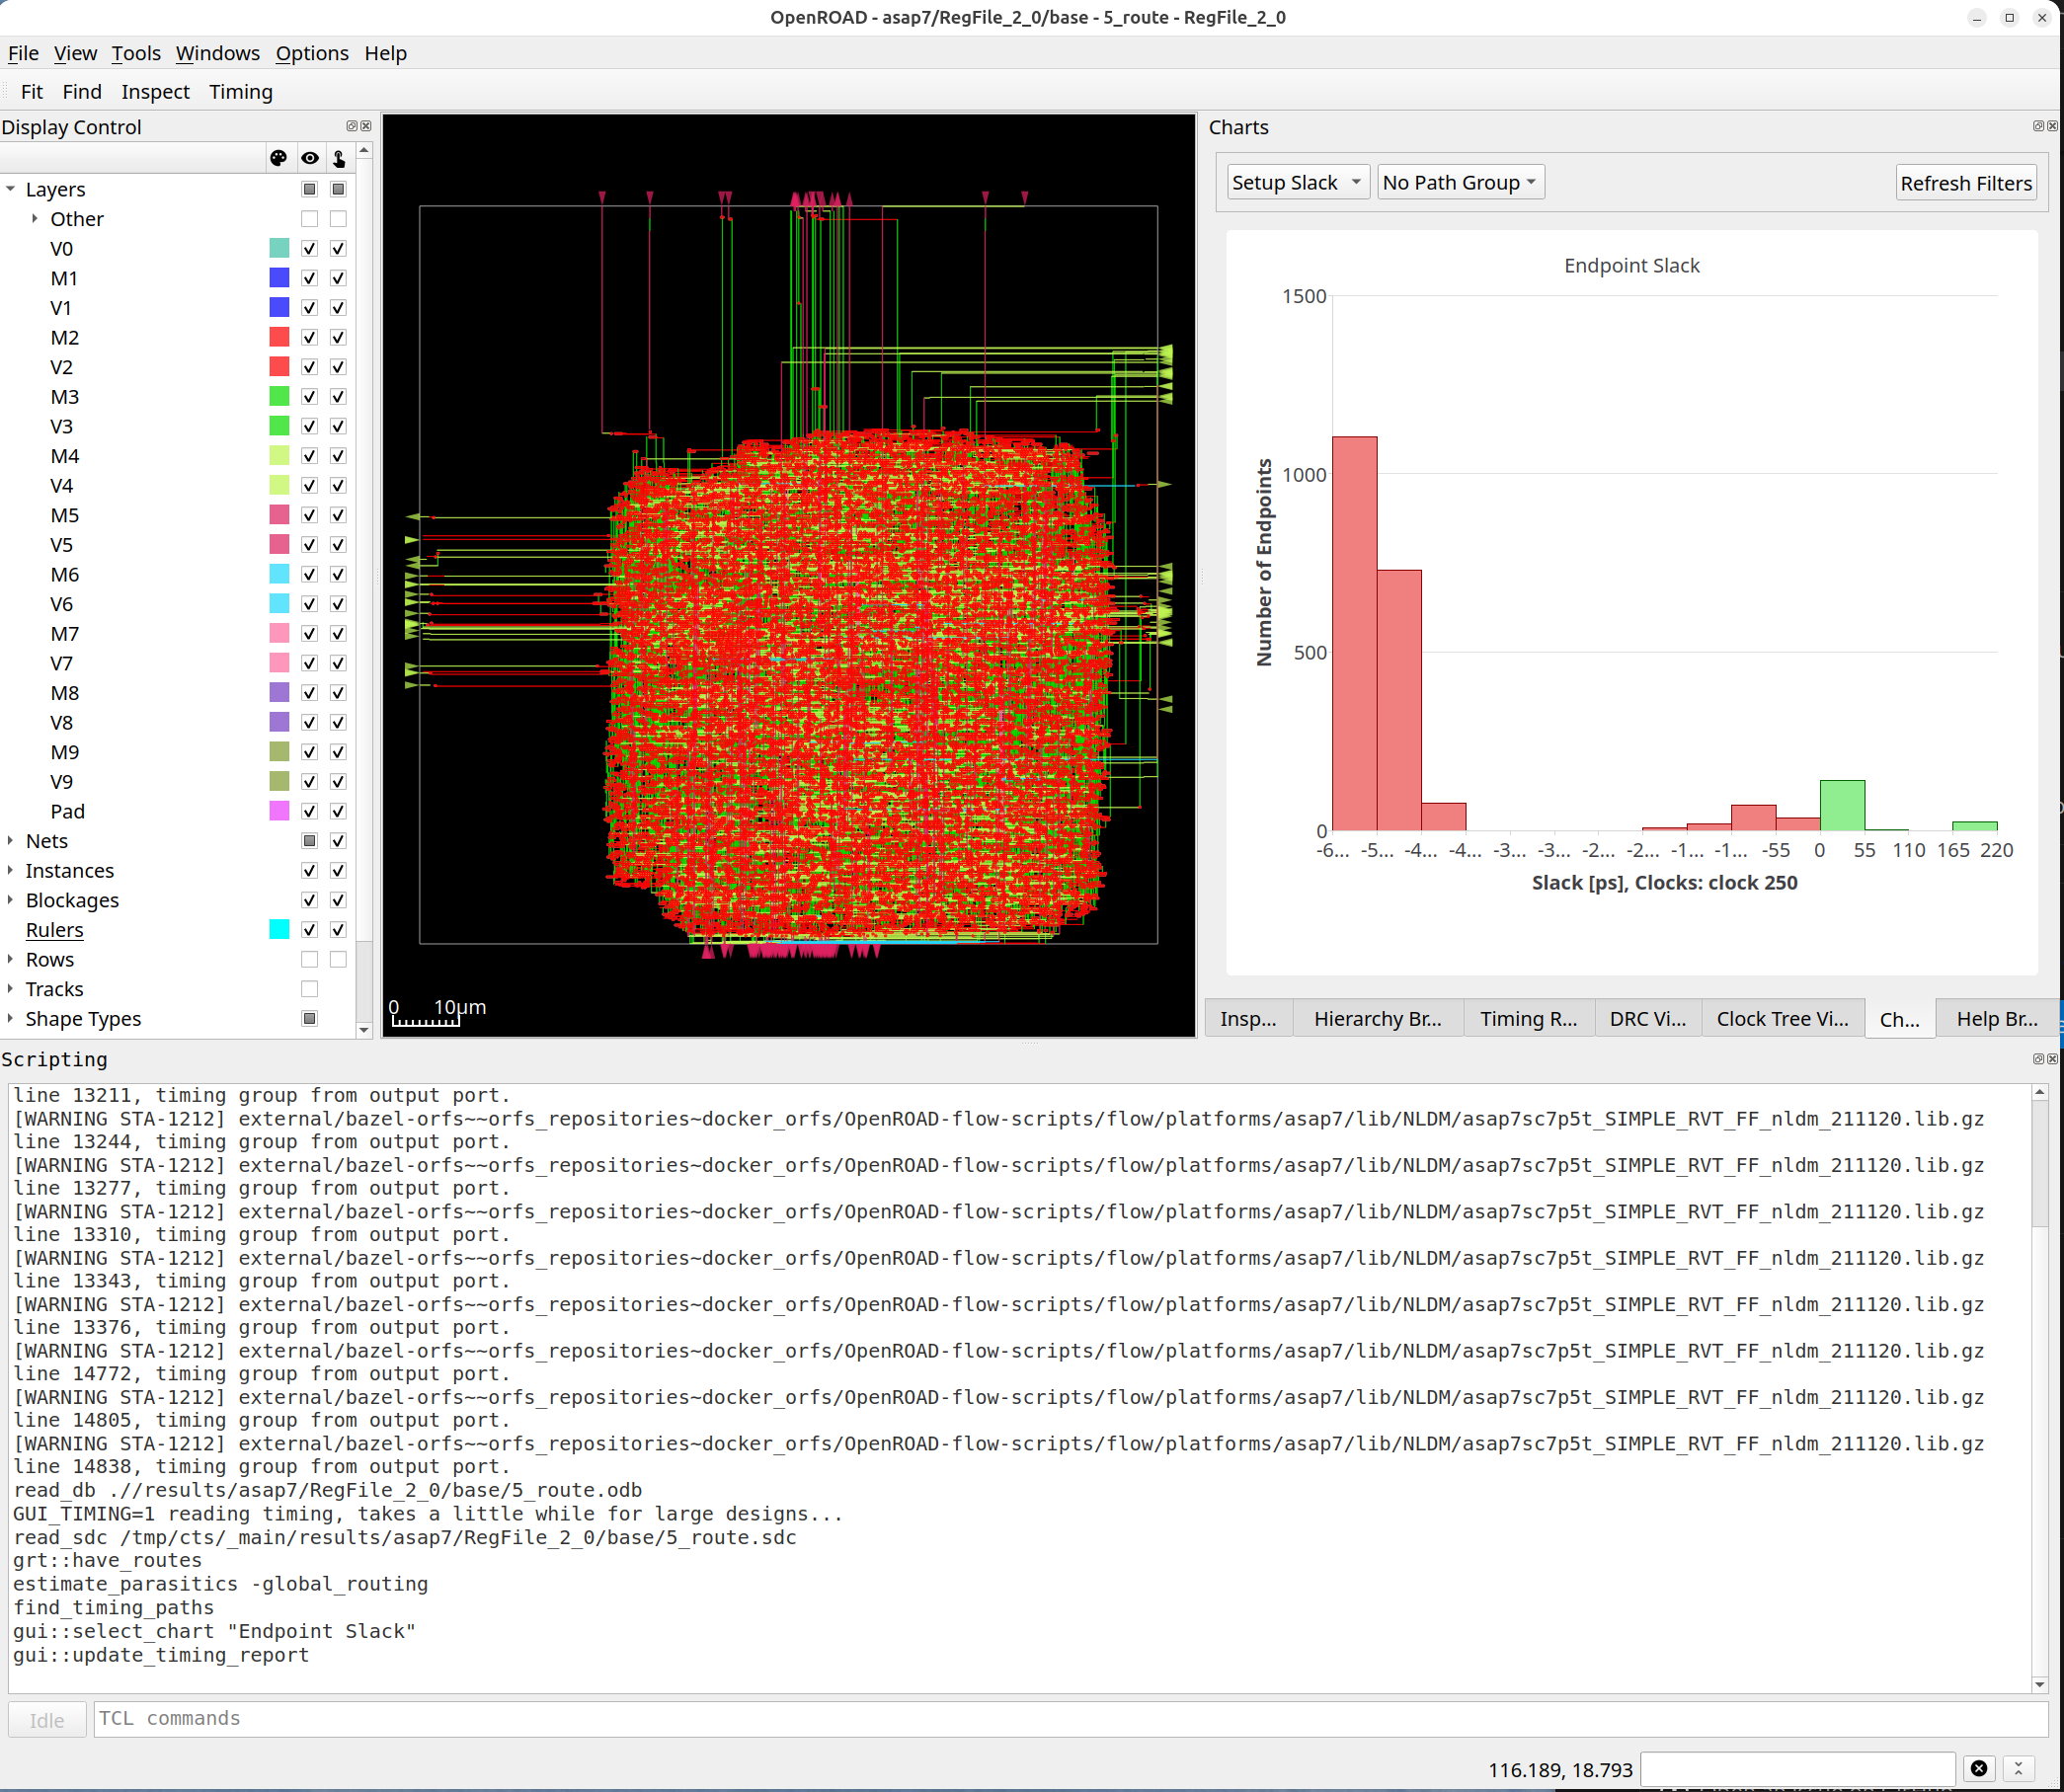 OpenROAD - asap7/RegFile_2_0/base - 5_route - RegFile_2_0
File View Tools Windows Options Help
Fit Find Inspect Timing
Display Control
Layers
Other
V0
M1
V1
M2
V2
M3
V3
M4
V4
M5
V5
M6
V6
M7
V7
M8
V8
M9
V9
Pad
Nets
Instances
Blockages
Rulers
Rows
Tracks
Shape Types
0 10μm
Charts
Setup Slack No Path Group Refresh Filters
Endpoint Slack
1500
1000
500
0
Number of Endpoints
-6... -5... -4... -4... -3... -3... -2... -2... -1... -1... -55 0 55 110 165 220
Slack [ps], Clocks: clock 250
Insp... Hierarchy Br... Timing R... DRC Vi... Clock Tree Vi... Ch... Help Br...
Scripting
line 13211, timing group from output port.
[WARNING STA-1212] external/bazel-orfs~~orfs_repositories~docker_orfs/OpenROAD-flow-scripts/flow/platforms/asap7/lib/NLDM/asap7sc7p5t_SIMPLE_RVT_FF_nldm_211120.lib.gz
line 13244, timing group from output port.
[WARNING STA-1212] external/bazel-orfs~~orfs_repositories~docker_orfs/OpenROAD-flow-scripts/flow/platforms/asap7/lib/NLDM/asap7sc7p5t_SIMPLE_RVT_FF_nldm_211120.lib.gz
line 13277, timing group from output port.
[WARNING STA-1212] external/bazel-orfs~~orfs_repositories~docker_orfs/OpenROAD-flow-scripts/flow/platforms/asap7/lib/NLDM/asap7sc7p5t_SIMPLE_RVT_FF_nldm_211120.lib.gz
line 13310, timing group from output port.
[WARNING STA-1212] external/bazel-orfs~~orfs_repositories~docker_orfs/OpenROAD-flow-scripts/flow/platforms/asap7/lib/NLDM/asap7sc7p5t_SIMPLE_RVT_FF_nldm_211120.lib.gz
line 13343, timing group from output port.
[WARNING STA-1212] external/bazel-orfs~~orfs_repositories~docker_orfs/OpenROAD-flow-scripts/flow/platforms/asap7/lib/NLDM/asap7sc7p5t_SIMPLE_RVT_FF_nldm_211120.lib.gz
line 13376, timing group from output port.
[WARNING STA-1212] external/bazel-orfs~~orfs_repositories~docker_orfs/OpenROAD-flow-scripts/flow/platforms/asap7/lib/NLDM/asap7sc7p5t_SIMPLE_RVT_FF_nldm_211120.lib.gz
line 14772, timing group from output port.
[WARNING STA-1212] external/bazel-orfs~~orfs_repositories~docker_orfs/OpenROAD-flow-scripts/flow/platforms/asap7/lib/NLDM/asap7sc7p5t_SIMPLE_RVT_FF_nldm_211120.lib.gz
line 14805, timing group from output port.
[WARNING STA-1212] external/bazel-orfs~~orfs_repositories~docker_orfs/OpenROAD-flow-scripts/flow/platforms/asap7/lib/NLDM/asap7sc7p5t_SIMPLE_RVT_FF_nldm_211120.lib.gz
line 14838, timing group from output port.
read_db .//results/asap7/RegFile_2_0/base/5_route.odb
GUI_TIMING=1 reading timing, takes a little while for large designs...
read_sdc /tmp/cts/_main/results/asap7/RegFile_2_0/base/5_route.sdc
grt::have_routes
estimate_parasitics -global_routing
find_timing_paths
gui::select_chart "Endpoint Slack"
gui::update_timing_report
Idle TCL commands
116.189, 18.793